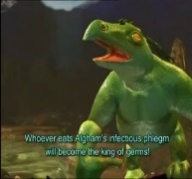 Whoever eats Algham's infectious phlegm
will become the king of germs!